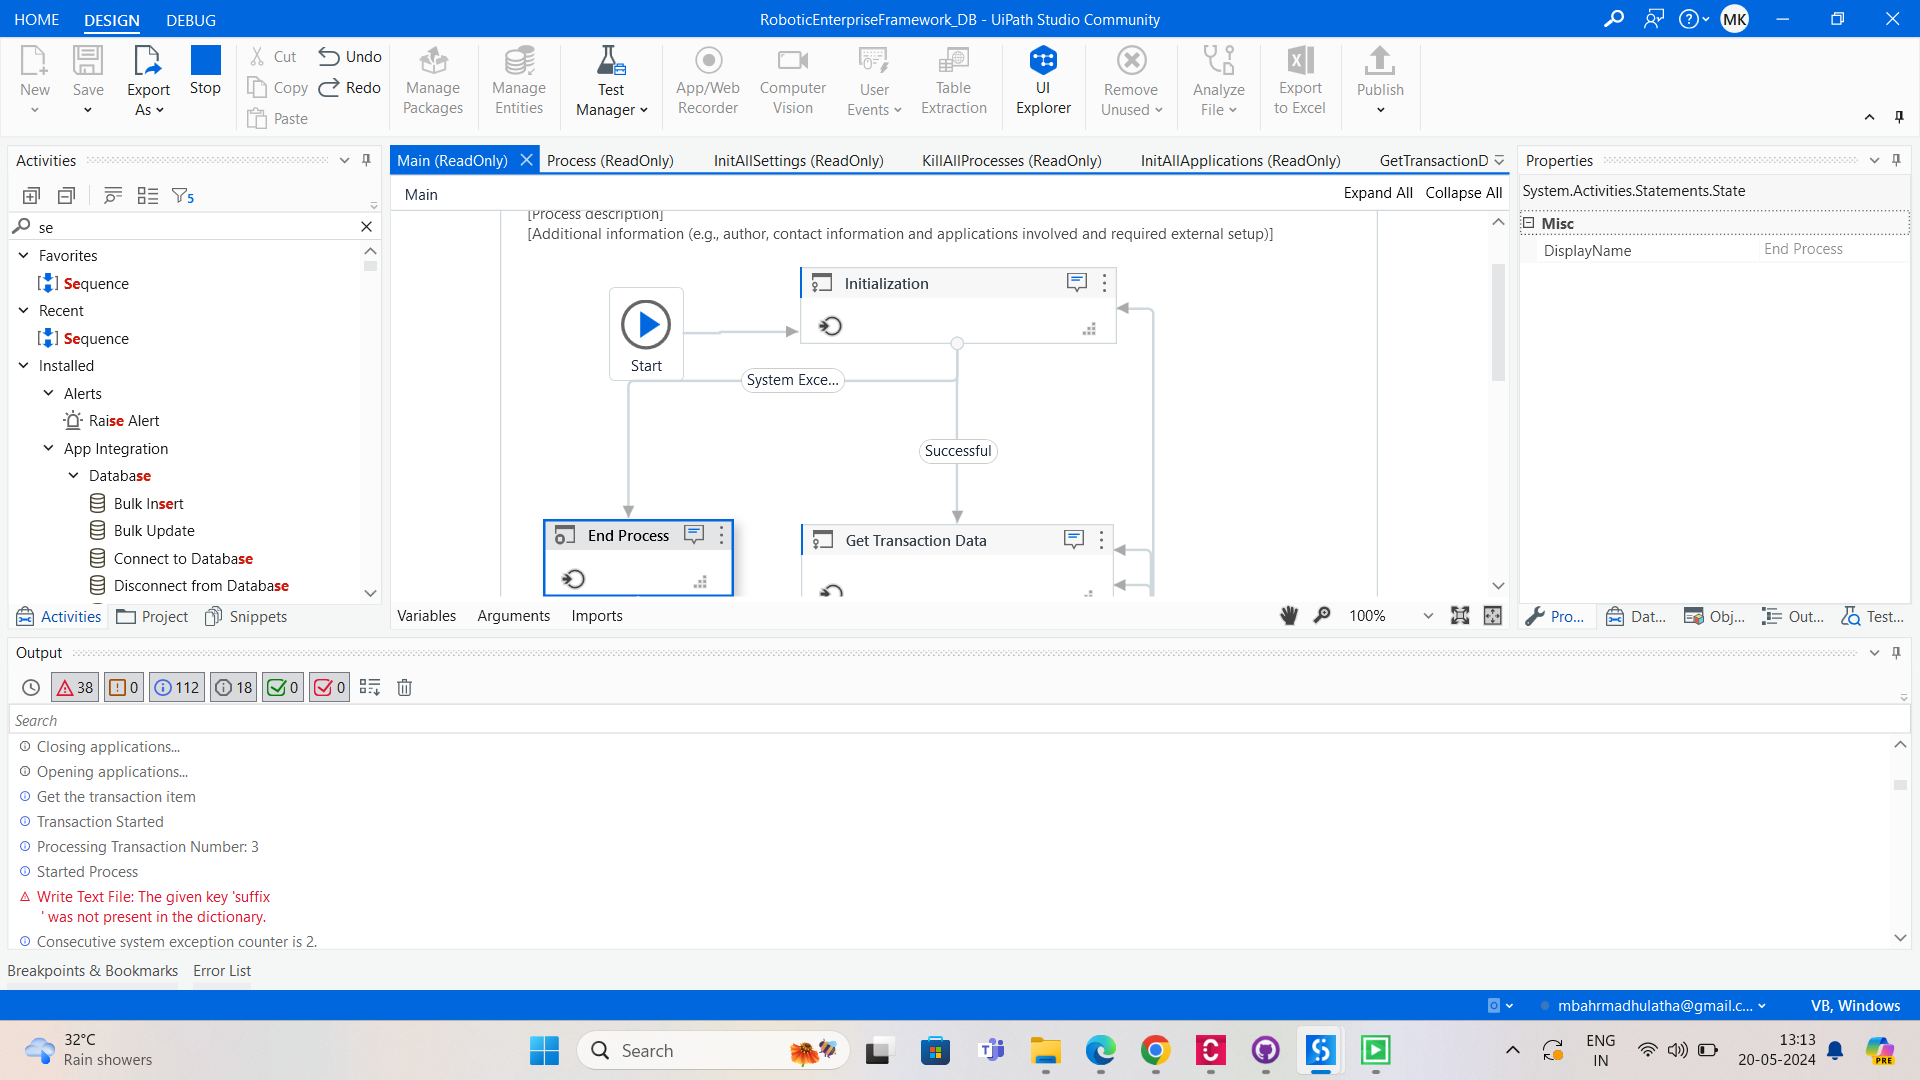 HOME DESIGN DEBUG
RoboticEnterpriseFramework_DB - UiPath Studio Community
MK
New
Save
Export As
Stop
Cut
Copy
Paste
Undo
Redo
Manage Packages
Manage Entities
Test Manager
App/Web Recorder
Computer Vision
User Events
Table Extraction
UI Explorer
Remove Unused
Analyze File
Export to Excel
Publish
Activities
5
se
Favorites
Sequence
Recent
Sequence
Installed
Alerts
Raise Alert
App Integration
Database
Bulk Insert
Bulk Update
Connect to Database
Disconnect from Database
Activities Project Snippets
Main (ReadOnly) Process (ReadOnly) InitAllSettings (ReadOnly) KillAllProcesses (ReadOnly) InitAllApplications (ReadOnly) GetTransactionD
Main
Expand All Collapse All
[Process description]
[Additional information (e.g., author, contact information and applications involved and required external setup)]
Start
Initialization
System Exce...
Successful
End Process
Get Transaction Data
Variables Arguments Imports
100%
Properties
System.Activities.Statements.State
Misc
DisplayName End Process
Pro... Dat... Obj... Out... Test...
Output
38 0 112 18 0 0
Search
Closing applications...
Opening applications...
Get the transaction item
Transaction Started
Processing Transaction Number: 3
Started Process
Write Text File: The given key 'suffix
' was not present in the dictionary.
Consecutive system exception counter is 2.
Breakpoints & Bookmarks Error List
mbahrmadhulatha@gmail.c... VB, Windows
32°C
Rain showers
Search
ENG
IN
13:13
20-05-2024
PRE